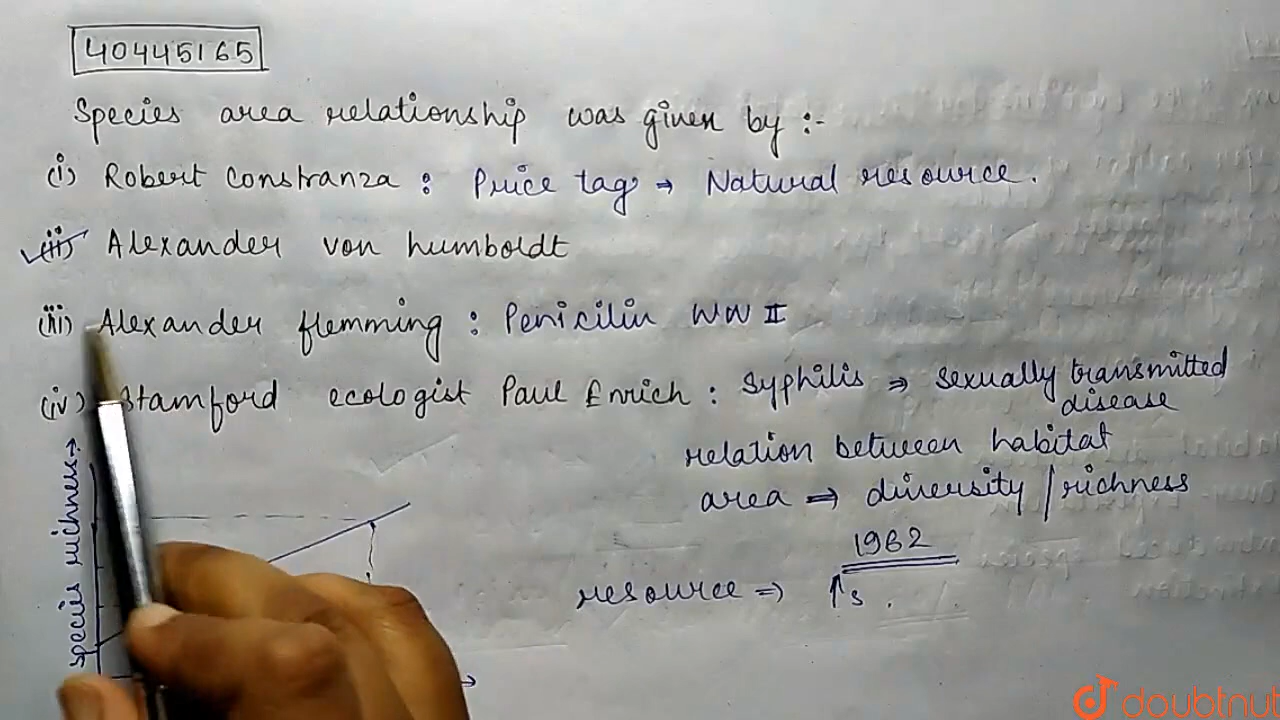 40445165
Species area relationship was given by :-
(i) Robert Constranza : Price tag → Natural resource.
(ii) Alexander von humboldt
(iii) Alexander flemming : Penicilin WW II
(iv) Stamford ecologist Paul Enrich : Syphilis ⇒ sexually transmitted
disease
relation between habitat
area ⇒ diversity / richness
1962
resource ⇒ ↑s.
species richness →
doubtnut